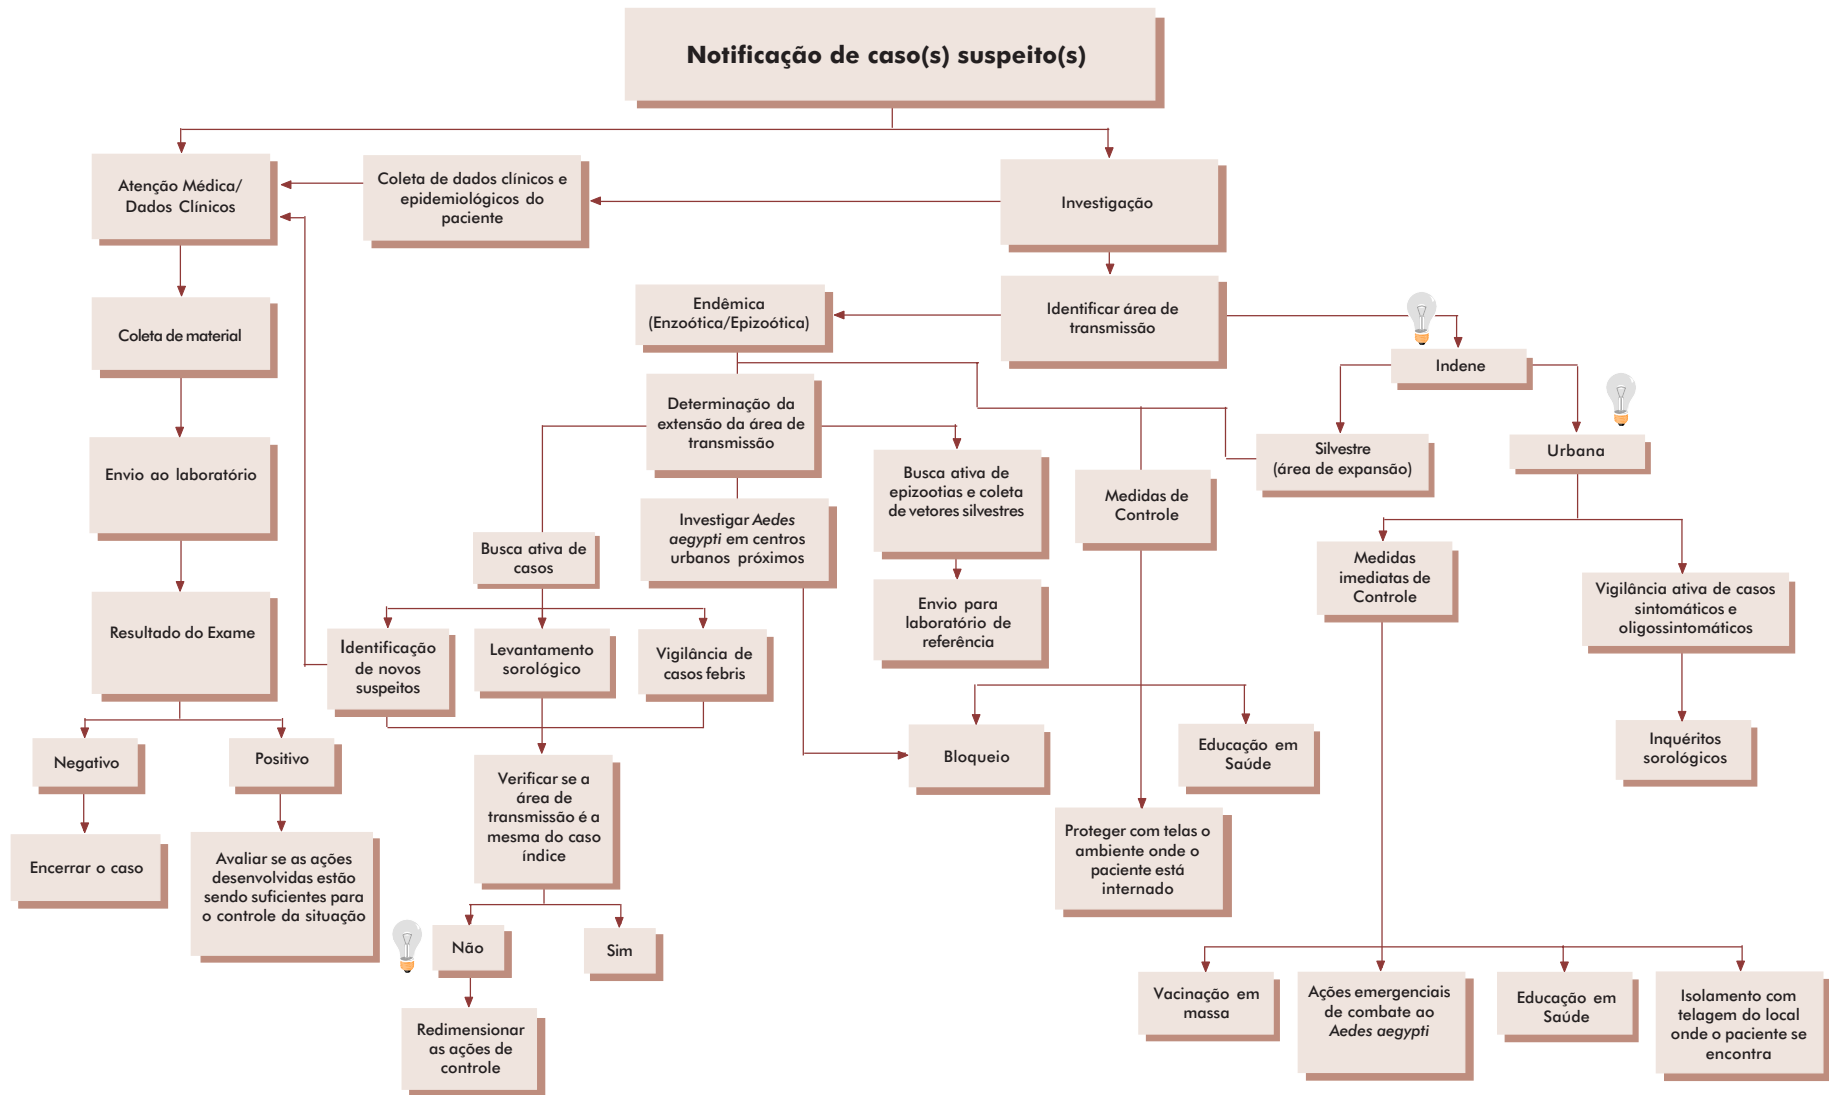 Notificação de caso(s) suspeito(s)
Atenção Médica/
Dados Clínicos
Coleta de dados clínicos e
epidemiológicos do
paciente
Investigação
Coleta de material
Endêmica
(Enzoótica/Epizoótica)
Identificar área de
transmissão
Indene
Determinação da
extensão da área de
transmissão
Silvestre
(área de expansão)
Urbana
Envio ao laboratório
Busca ativa de
epizootias e coleta
de vetores silvestres
Medidas de
Controle
Investigar Aedes
aegypti em centros
urbanos próximos
Busca ativa de
casos
Medidas
imediatas de
Controle
Vigilância ativa de casos
sintomáticos e
oligossintomáticos
Envio para
laboratório de
referência
Resultado do Exame
Identificação
de novos
suspeitos
Levantamento
sorológico
Vigilância de
casos febris
Negativo
Positivo
Bloqueio
Educação em
Saúde
Inquéritos
sorológicos
Verificar se a
área de
transmissão é a
mesma do caso
índice
Proteger com telas o
ambiente onde o
paciente está
internado
Encerrar o caso
Avaliar se as ações
desenvolvidas estão
sendo suficientes para
o controle da situação
Não
Sim
Redimensionar
as ações de
controle
Vacinação em
massa
Ações emergenciais
de combate ao
Aedes aegypti
Educação em
Saúde
Isolamento com
telagem do local
onde o paciente se
encontra